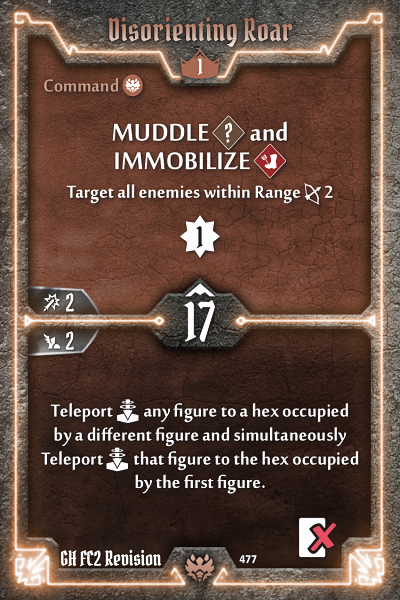 Disorienting Roar
1
Command
MUDDLE ? and
IMMOBILIZE
Target all enemies within Range 2
1
2
17
2
Teleport any figure to a hex occupied
by a different figure and simultaneously
Teleport that figure to the hex occupied
by the first figure.
GH FC2 Revision
477